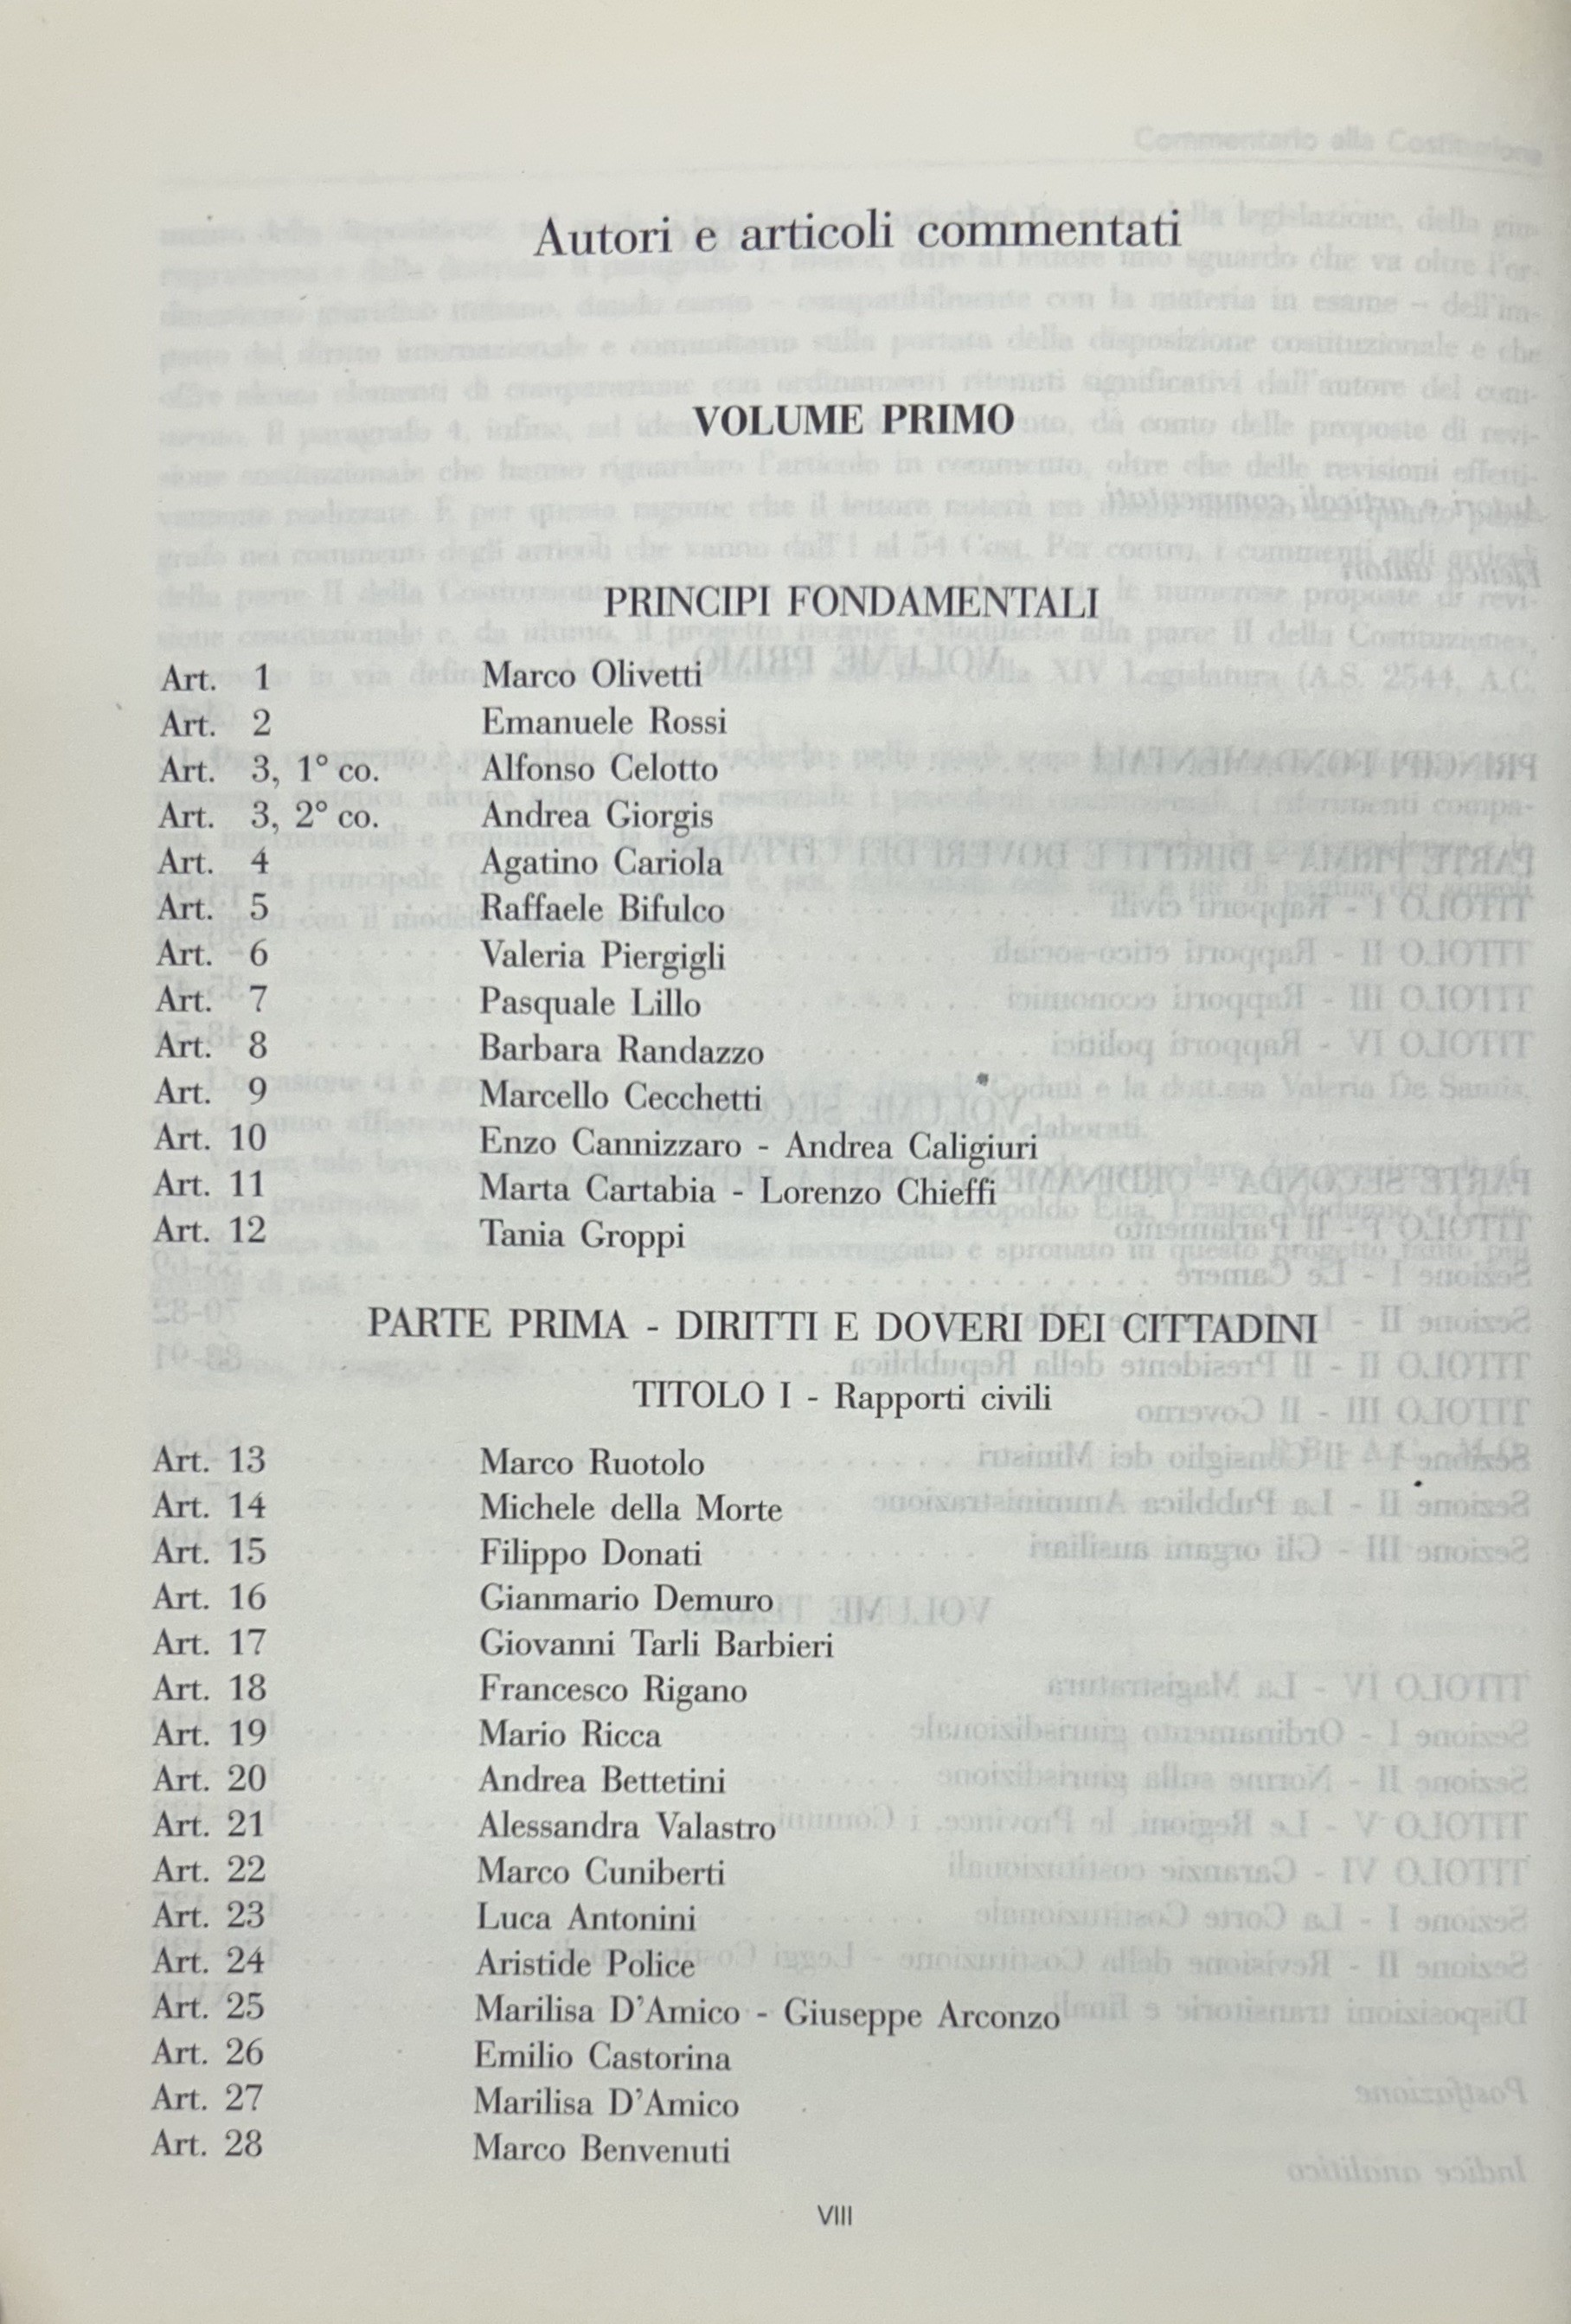 Autori e articoli commentati
VOLUME PRIMO
PRINCIPI FONDAMENTALI
Art. 1 Marco Olivetti
Art. 2 Emanuele Rossi
Art. 3, 1° co. Alfonso Celotto
Art. 3, 2° co. Andrea Giorgis
Art. 4 Agatino Cariola
Art. 5 Raffaele Bifulco
Art. 6 Valeria Piergigli
Art. 7 Pasquale Lillo
Art. 8 Barbara Randazzo
Art. 9 Marcello Cecchetti
Art. 10 Enzo Cannizzaro - Andrea Caligiuri
Art. 11 Marta Cartabia - Lorenzo Chieffi
Art. 12 Tania Groppi
PARTE PRIMA - DIRITTI E DOVERI DEI CITTADINI
TITOLO I - Rapporti civili
Art. 13 Marco Ruotolo
Art. 14 Michele della Morte
Art. 15 Filippo Donati
Art. 16 Gianmario Demuro
Art. 17 Giovanni Tarli Barbieri
Art. 18 Francesco Rigano
Art. 19 Mario Ricca
Art. 20 Andrea Bettetini
Art. 21 Alessandra Valastro
Art. 22 Marco Cuniberti
Art. 23 Luca Antonini
Art. 24 Aristide Police
Art. 25 Marilisa D'Amico - Giuseppe Arconzo
Art. 26 Emilio Castorina
Art. 27 Marilisa D'Amico
Art. 28 Marco Benvenuti
VIII